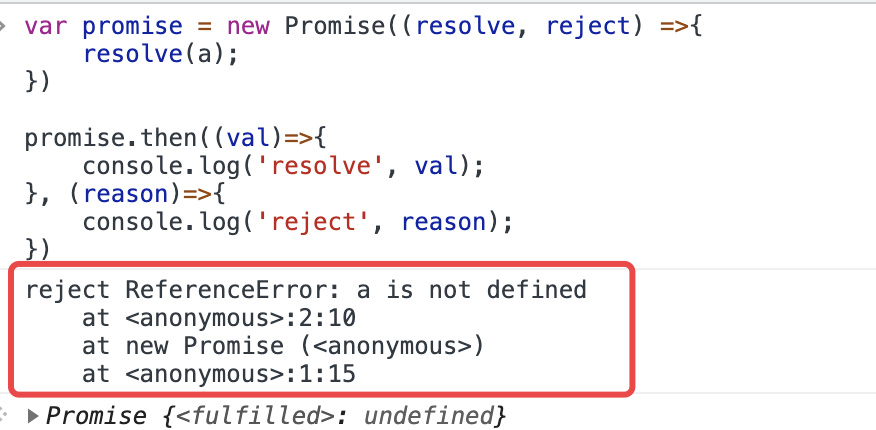 var promise = new Promise((resolve, reject) =>{
    resolve(a);
})

promise.then((val)=>{
    console.log('resolve', val);
}, (reason)=>{
    console.log('reject', reason);
})
reject ReferenceError: a is not defined
    at <anonymous>:2:10
    at new Promise (<anonymous>)
    at <anonymous>:1:15
Promise {<fulfilled>: undefined}